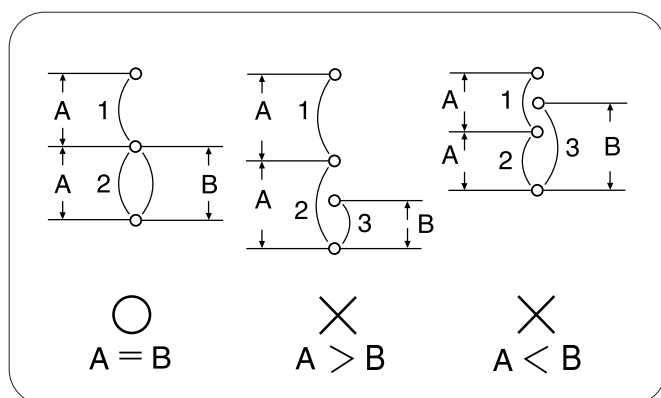 A 1
A 2 B
A 1
A 2 3 B
A 1
A 2 3 B
A = B
A > B
A < B